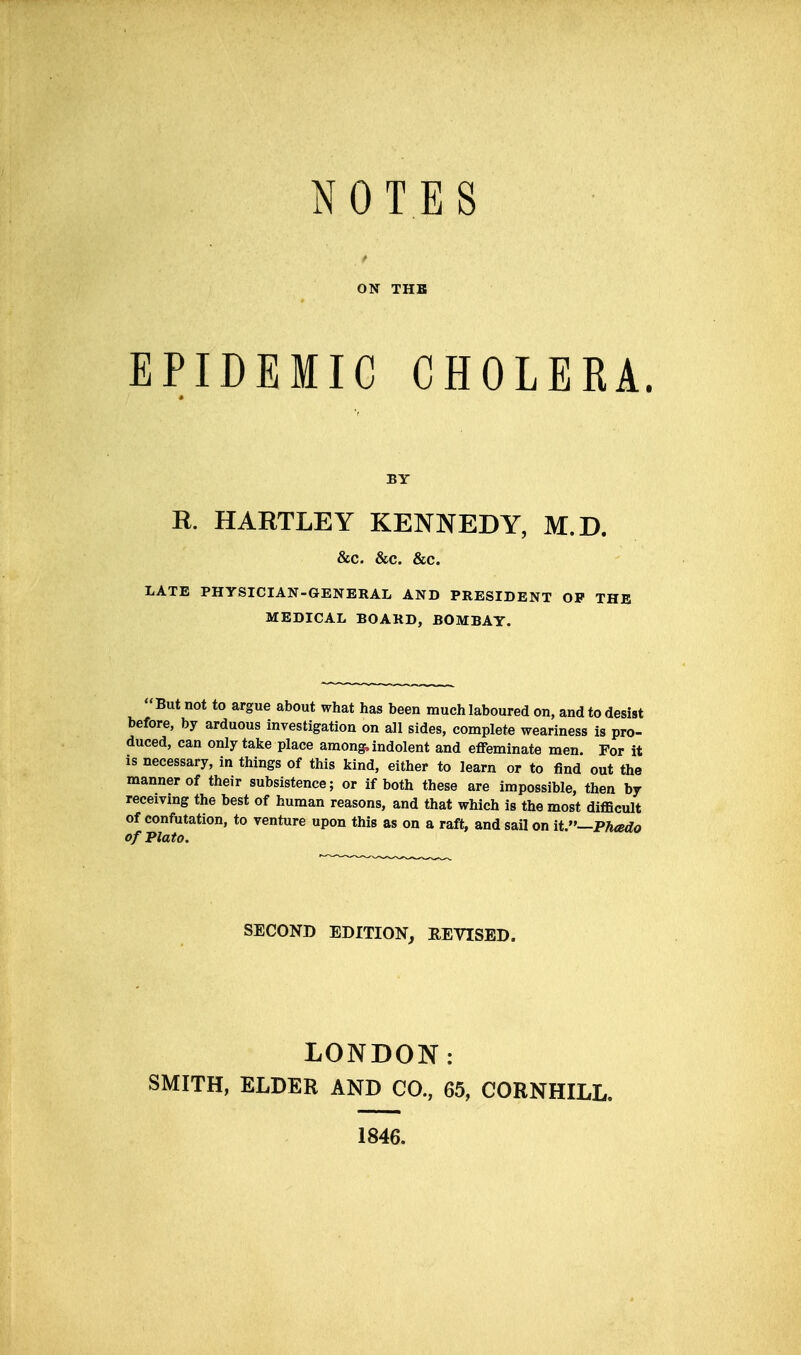 NOTES
ON THE
EPIDEMIC CHOLERA.
BY
R. HARTLEY KENNEDY, M.D.
&c. &c. &c.
LATE PHYSICIAN-GENERAL AND PRESIDENT OF THE
MEDICAL BOARD, BOMBAY.
"But not to argue about what has been much laboured on, and to desist
before, by arduous investigation on all sides, complete weariness is pro-
duced, can only take place among, indolent and effeminate men. For it
is necessary, in things of this kind, either to learn or to find out the
manner of their subsistence; or if both these are impossible, then by
receiving the best of human reasons, and that which is the most difficult
of confutation, to venture upon this as on a raft, and sail on it."—Phædo
of Plato.
SECOND EDITION, REVISED.
LONDON:
SMITH, ELDER AND CO., 65, CORNHILL.
1846.